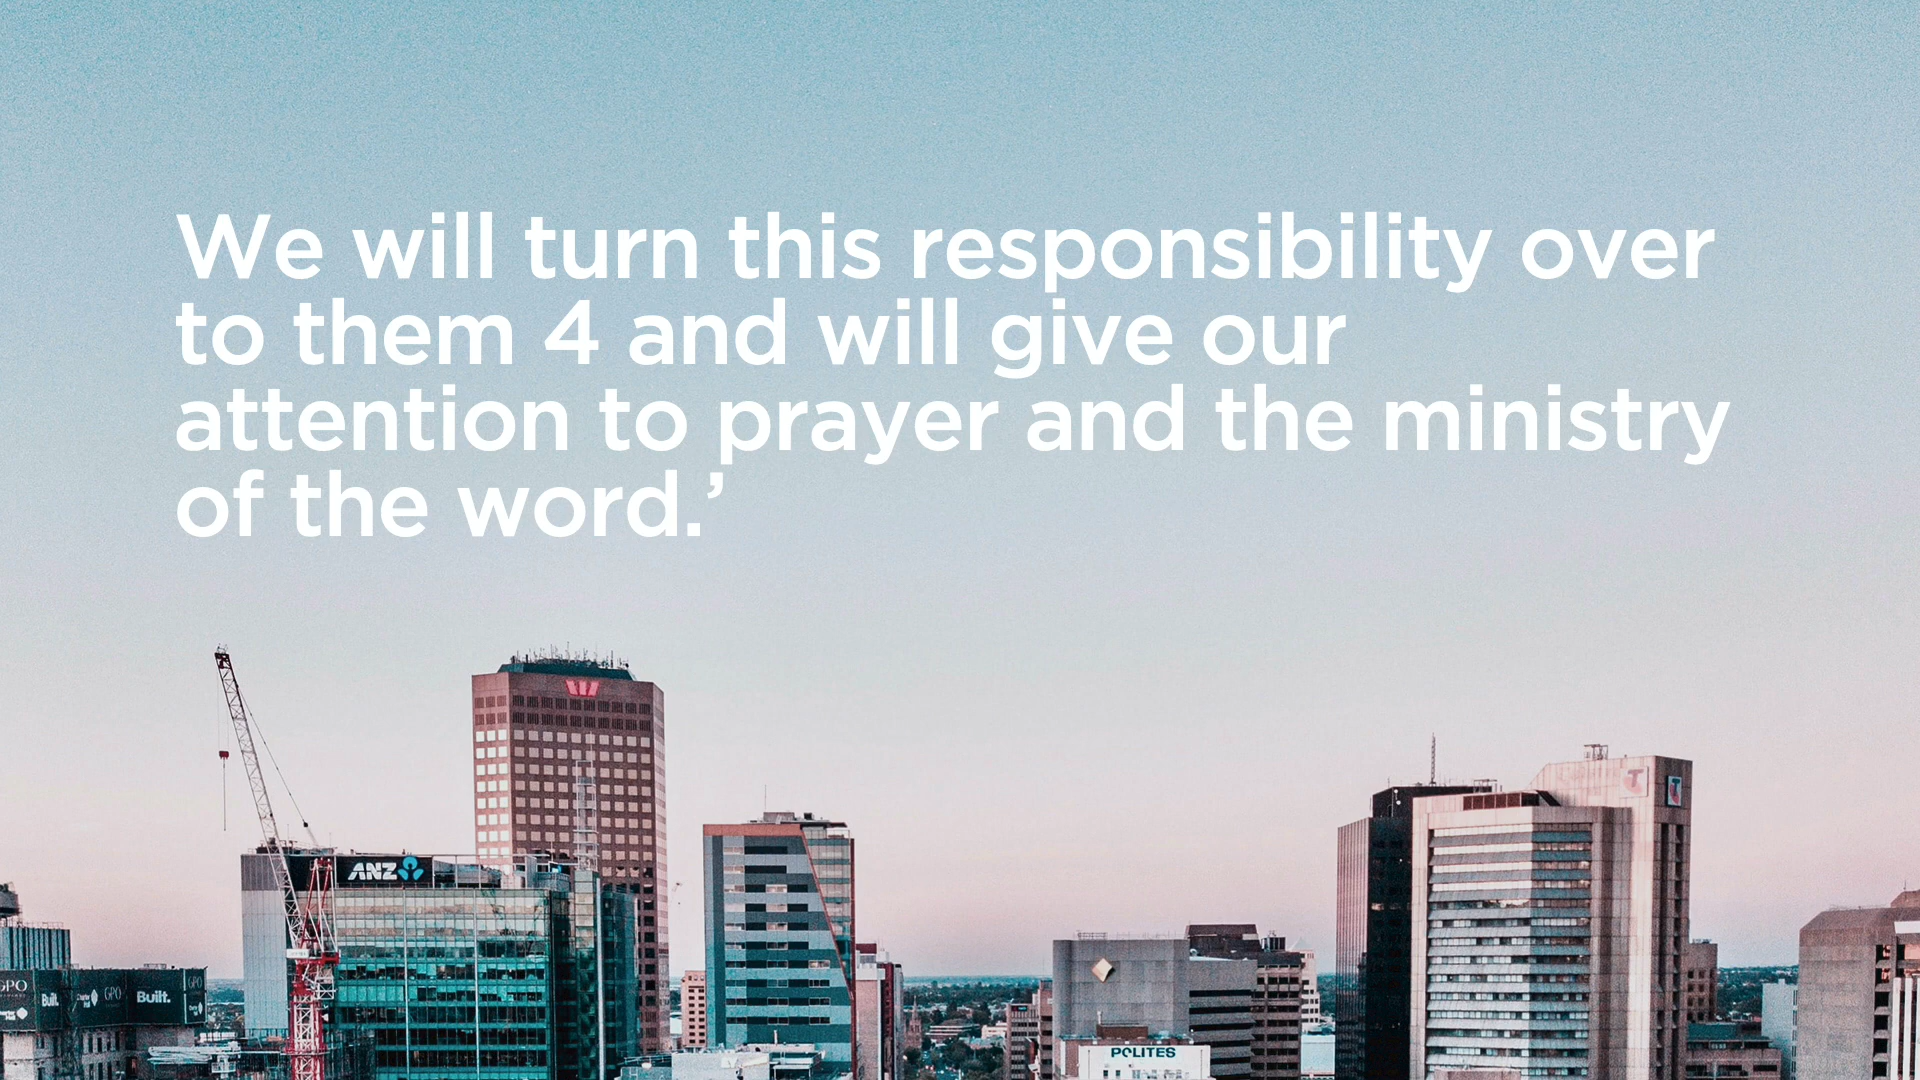 We will turn this responsibility over
to them 4 and will give our
attention to prayer and the ministry
of the word.’
ANZ
GPO
Built.
GPO
Built.
POLITES